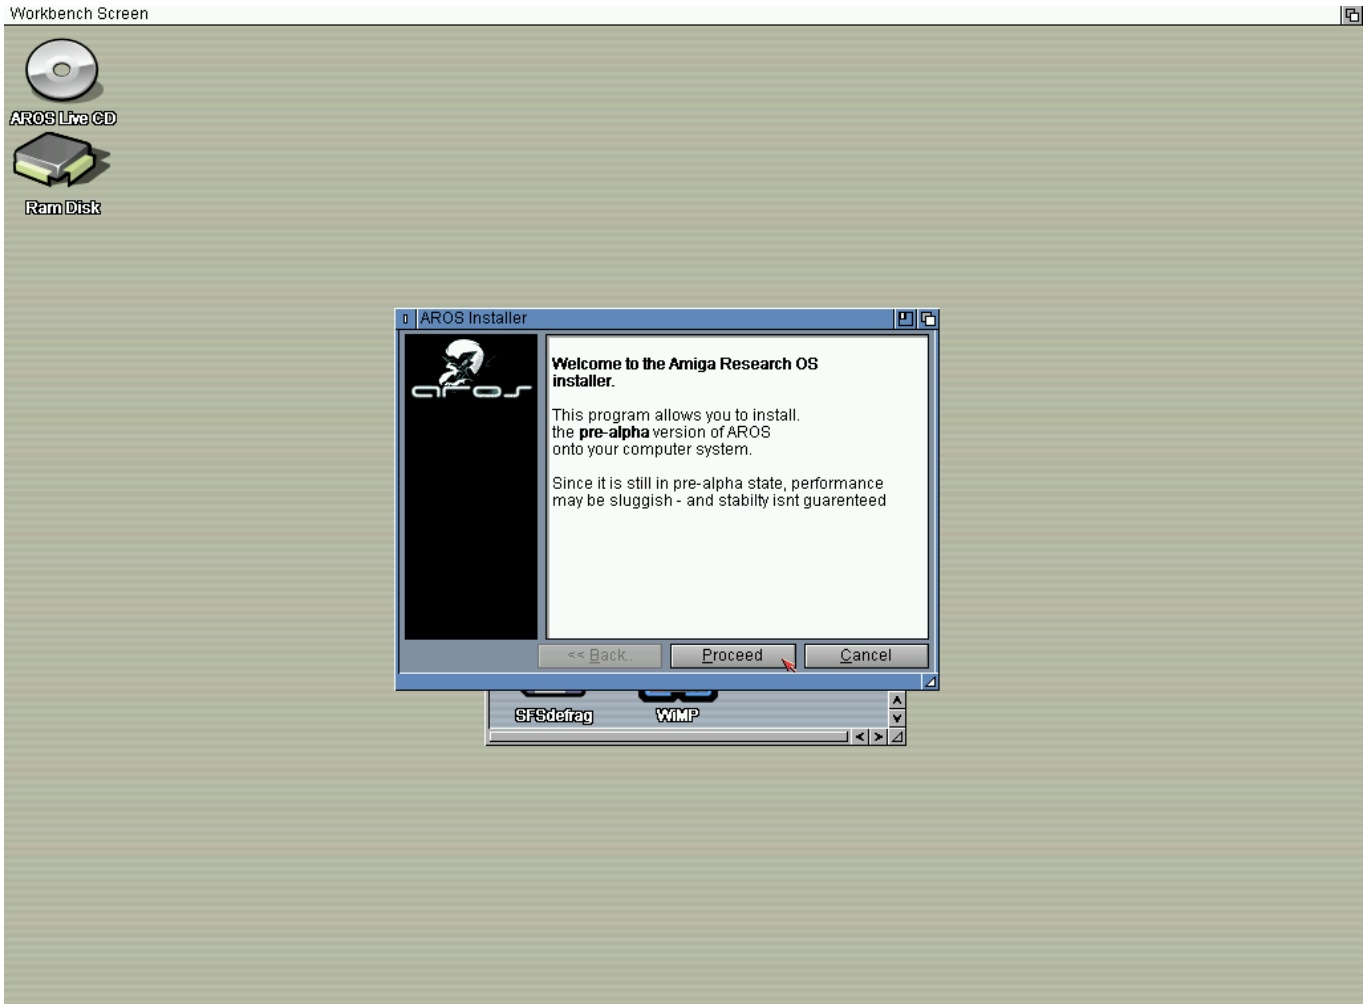 Workbench Screen
AROS Live CD
Ram Disk
AROS Installer
aros
Welcome to the Amiga Research OS
installer.
This program allows you to install.
the pre-alpha version of AROS
onto your computer system.
Since it is still in pre-alpha state, performance
may be sluggish - and stabilty isnt guarenteed
<< Back..
Proceed
Cancel
SFSdefrag
WiMP